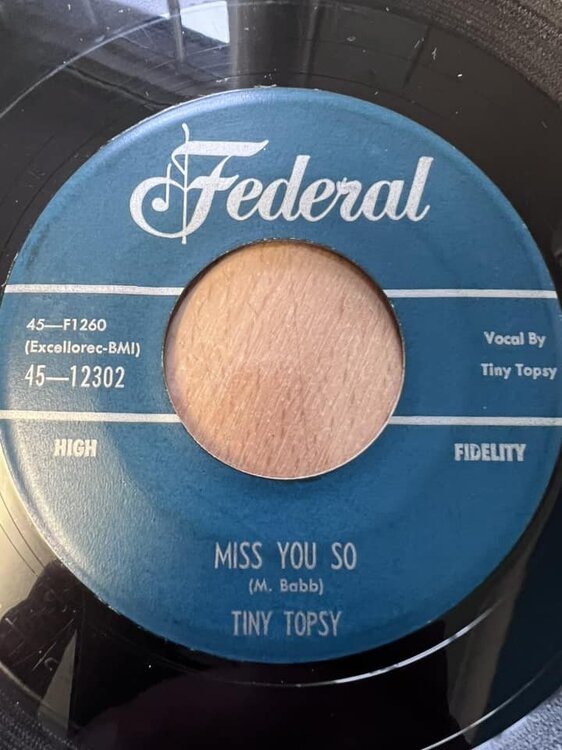 Federal
45—F1260
(Excellorec-BMI)
45—12302
Vocal By
Tiny Topsy
HIGH
FIDELITY
MISS YOU SO
(M. Babb)
TINY TOPSY